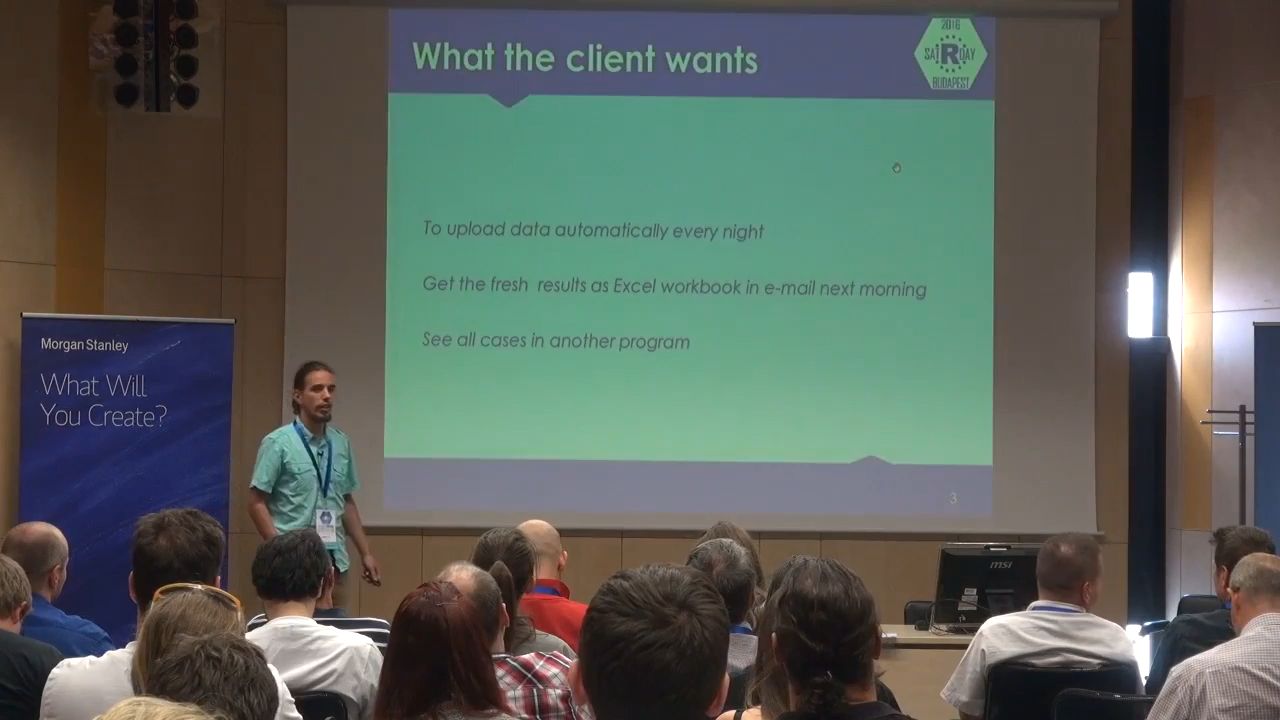 What the client wants
2016
SATRDAY
BUDAPEST
To upload data automatically every night
Get the fresh results as Excel workbook in e-mail next morning
See all cases in another program
3
Morgan Stanley
What Will
You Create?
msi